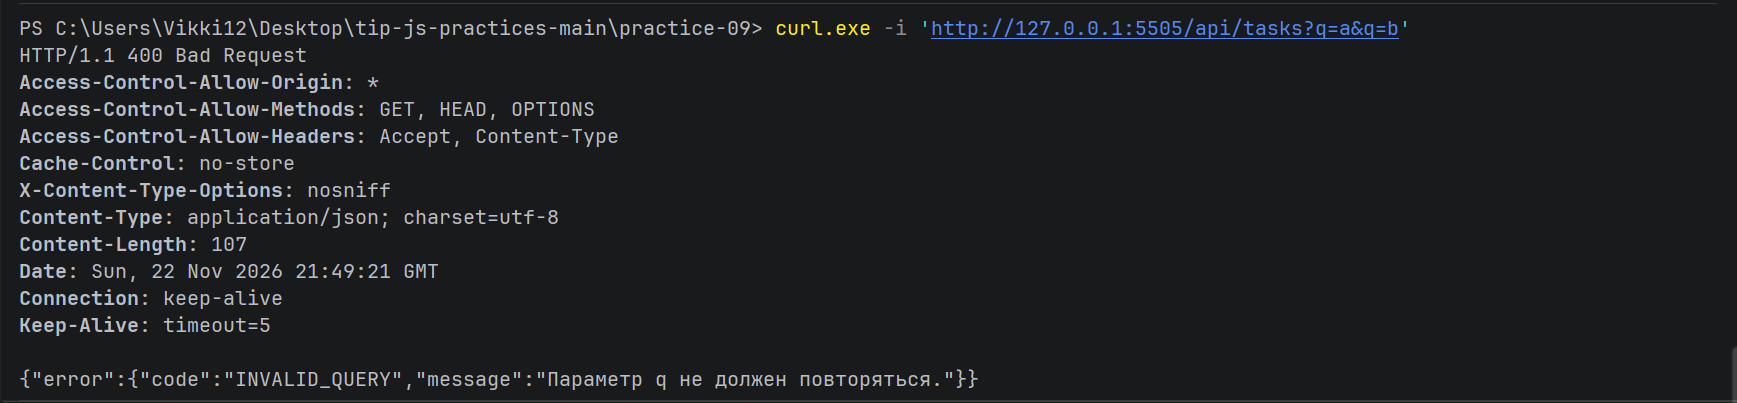 PS C:\Users\Vikki12\Desktop\tip-js-practices-main\practice-09> curl.exe -i 'http://127.0.0.1:5505/api/tasks?q=a&q=b'
HTTP/1.1 400 Bad Request
Access-Control-Allow-Origin: *
Access-Control-Allow-Methods: GET, HEAD, OPTIONS
Access-Control-Allow-Headers: Accept, Content-Type
Cache-Control: no-store
X-Content-Type-Options: nosniff
Content-Type: application/json; charset=utf-8
Content-Length: 107
Date: Sun, 22 Nov 2026 21:49:21 GMT
Connection: keep-alive
Keep-Alive: timeout=5
{"error":{"code":"INVALID_QUERY","message":"Параметр q не должен повторяться."}}